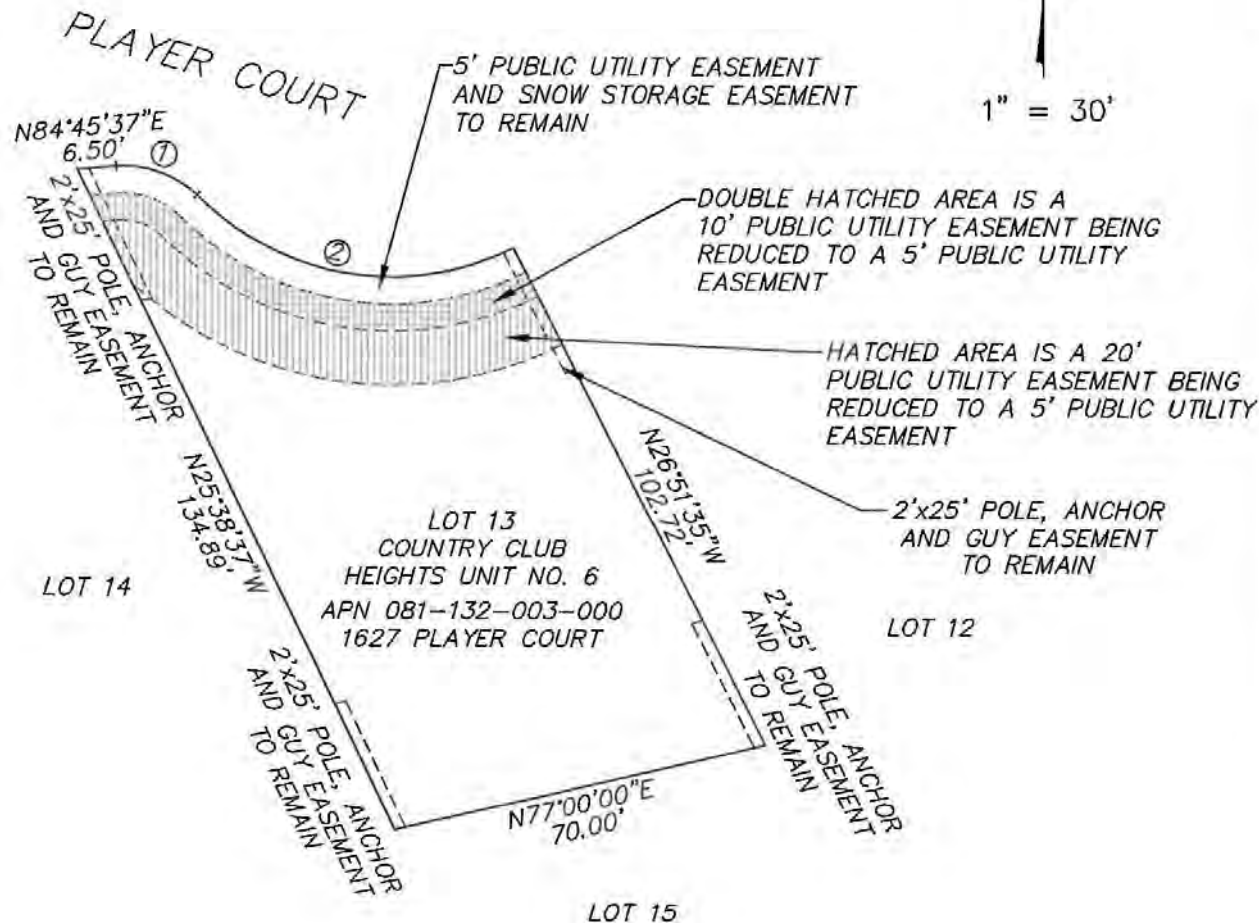 PLAYER COURT
5' PUBLIC UTILITY EASEMENT
AND SNOW STORAGE EASEMENT
TO REMAIN
1" = 30'
N84°45'37"E
6.50'
1
2
DOUBLE HATCHED AREA IS A
10' PUBLIC UTILITY EASEMENT BEING
REDUCED TO A 5' PUBLIC UTILITY
EASEMENT
2'x25' POLE, ANCHOR
AND GUY EASEMENT
TO REMAIN
HATCHED AREA IS A 20'
PUBLIC UTILITY EASEMENT BEING
REDUCED TO A 5' PUBLIC UTILITY
EASEMENT
N25°38'37"W
134.89'
N26°51'35"W
102.72'
2'x25' POLE, ANCHOR
AND GUY EASEMENT
TO REMAIN
LOT 13
COUNTRY CLUB
HEIGHTS UNIT NO. 6
APN 081-132-003-000
1627 PLAYER COURT
LOT 14
LOT 12
2'x25' POLE, ANCHOR
AND GUY EASEMENT
TO REMAIN
2'x25' POLE, ANCHOR
AND GUY EASEMENT
TO REMAIN
N77°00'00"E
70.00'
LOT 15